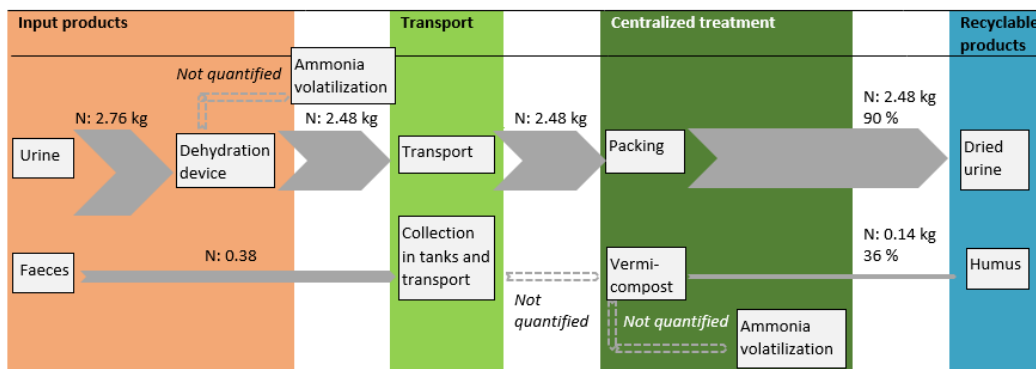 Input products
Transport
Centralized treatment
Recyclable
products
Not quantified
Ammonia
volatilization
N: 2.76 kg
N: 2.48 kg
N: 2.48 kg
N: 2.48 kg
90 %
Urine
Dehydration
device
Transport
Packing
Dried
urine
Faeces
N: 0.38
Collection
in tanks and
transport
Not
quantified
Vermi-
compost
N: 0.14 kg
36 %
Humus
Not quantified
Ammonia
volatilization